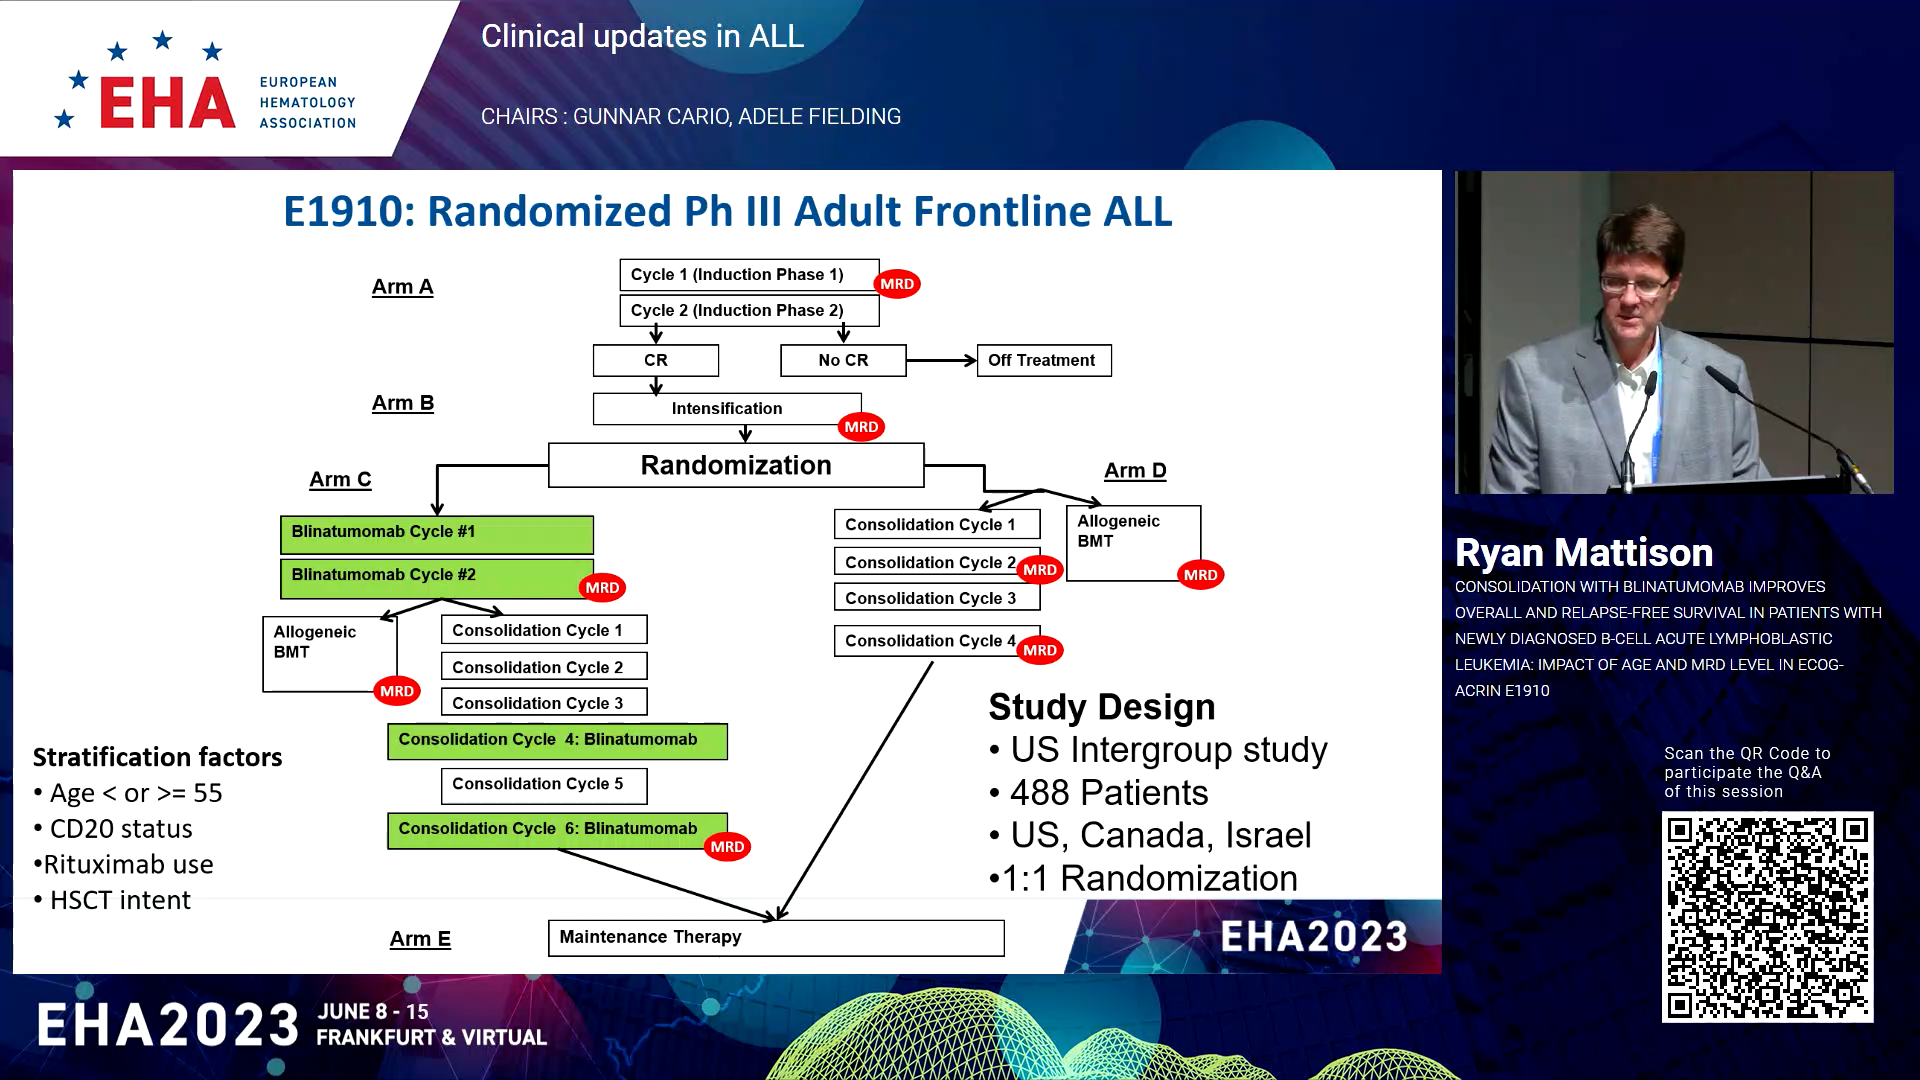 EHA
EUROPEAN
HEMATOLOGY
ASSOCIATION
Clinical updates in ALL
CHAIRS : GUNNAR CARIO, ADELE FIELDING
E1910: Randomized Ph III Adult Frontline ALL
Arm A
Cycle 1 (Induction Phase 1)
MRD
Cycle 2 (Induction Phase 2)
CR
No CR
Off Treatment
Arm B
Intensification
MRD
Randomization
Arm C
Arm D
Blinatumomab Cycle #1
Blinatumomab Cycle #2
MRD
Allogeneic
BMT
MRD
Consolidation Cycle 1
Consolidation Cycle 2
Consolidation Cycle 3
Consolidation Cycle 4: Blinatumomab
Consolidation Cycle 5
Consolidation Cycle 6: Blinatumomab
MRD
Consolidation Cycle 1
Consolidation Cycle 2
MRD
Consolidation Cycle 3
Consolidation Cycle 4
MRD
Allogeneic
BMT
MRD
Stratification factors
• Age < or >= 55
• CD20 status
•Rituximab use
• HSCT intent
Study Design
• US Intergroup study
• 488 Patients
• US, Canada, Israel
•1:1 Randomization
Arm E
Maintenance Therapy
EHA2023
Ryan Mattison
CONSOLIDATION WITH BLINATUMOMAB IMPROVES
OVERALL AND RELAPSE-FREE SURVIVAL IN PATIENTS WITH
NEWLY DIAGNOSED B-CELL ACUTE LYMPHOBLASTIC
LEUKEMIA: IMPACT OF AGE AND MRD LEVEL IN ECOG-
ACRIN E1910
Scan the QR Code to
participate the Q&A
of this session
EHA2023
JUNE 8 - 15
FRANKFURT & VIRTUAL